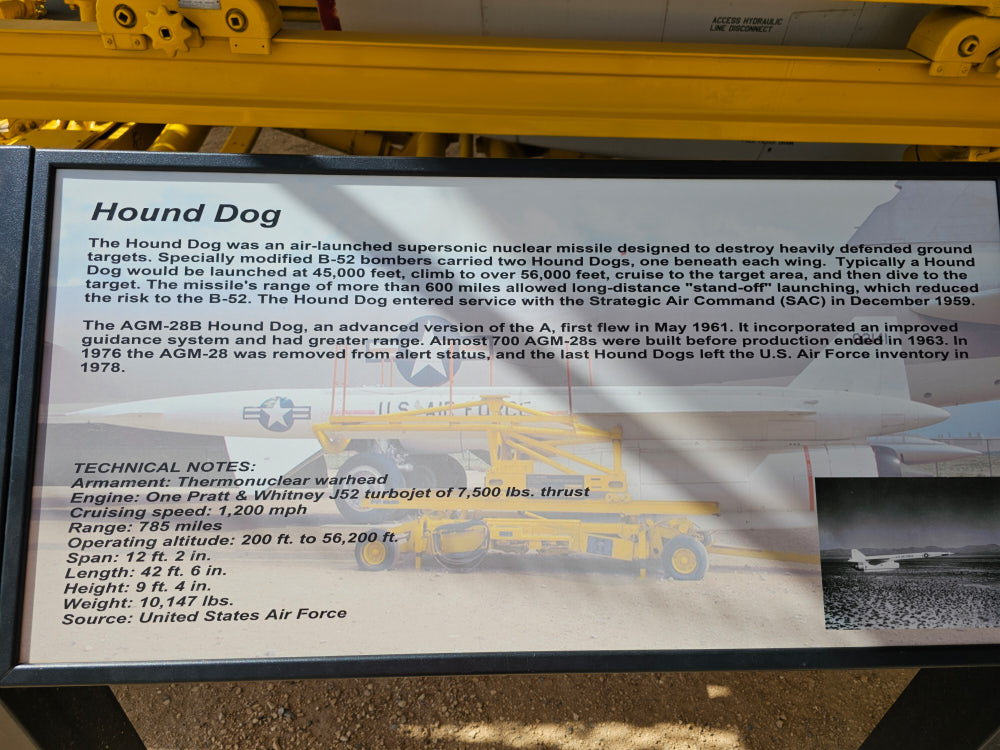 ACCESS HYDRAULIC
LINE DISCONNECT
Hound Dog
The Hound Dog was an air-launched supersonic nuclear missile designed to destroy heavily defended ground
targets. Specially modified B-52 bombers carried two Hound Dogs, one beneath each wing. Typically a Hound
Dog would be launched at 45,000 feet, climb to over 56,000 feet, cruise to the target area, and then dive to the
target. The missile's range of more than 600 miles allowed long-distance "stand-off" launching, which reduced
the risk to the B-52. The Hound Dog entered service with the Strategic Air Command (SAC) in December 1959.
The AGM-28B Hound Dog, an advanced version of the A, first flew in May 1961. It incorporated an improved
guidance system and had greater range. Almost 700 AGM-28s were built before production ended in 1963. In
1976 the AGM-28 was removed from alert status, and the last Hound Dogs left the U.S. Air Force inventory in
1978.
U.S. AIR FORCE
TECHNICAL NOTES:
Armament: Thermonuclear warhead
Engine: One Pratt & Whitney J52 turbojet of 7,500 lbs. thrust
Cruising speed: 1,200 mph
Range: 785 miles
Operating altitude: 200 ft. to 56,200 ft.
Span: 12 ft. 2 in.
Length: 42 ft. 6 in.
Height: 9 ft. 4 in.
Weight: 10,147 lbs.
Source: United States Air Force